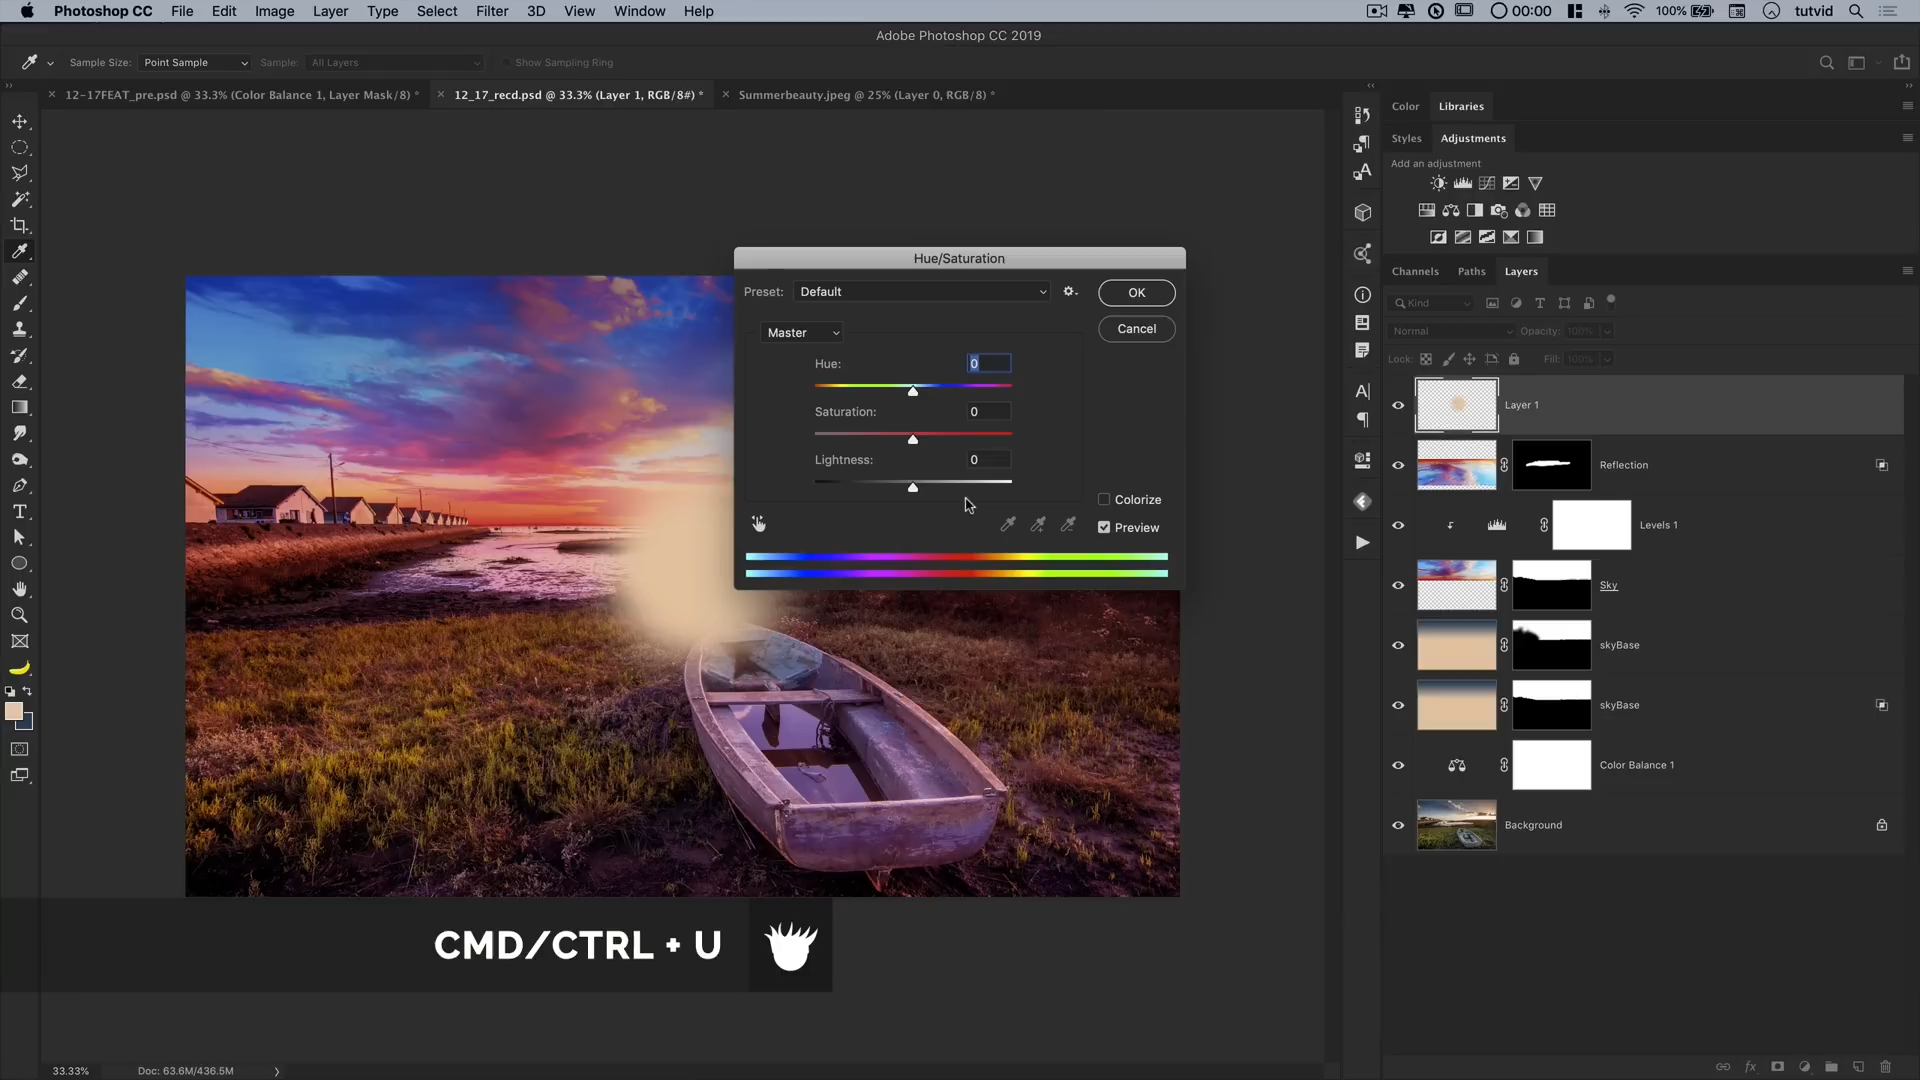 Photoshop CC File Edit Image Layer Type Select Filter 3D View Window Help 00:00 100% tutvid
Adobe Photoshop CC 2019
Sample Size: Point Sample Sample: All Layers Show Sampling Ring
12-17FEAT_pre.psd @ 33.3% (Color Balance 1, Layer Mask/8) * 12_17_recd.psd @ 33.3% (Layer 1, RGB/8#) * Summerbeauty.jpeg @ 25% (Layer 0, RGB/8) *
Color Libraries
Styles Adjustments
Add an adjustment
Channels Paths Layers
Kind
Normal Opacity: 100%
Lock: Fill: 100%
Layer 1
Reflection
Levels 1
Sky
skyBase
skyBase
Color Balance 1
Background
Hue/Saturation
Preset: Default OK
Cancel
Master
Hue: 0
Saturation: 0
Lightness: 0
Colorize
Preview
CMD/CTRL + U
33.33% Doc: 63.6M/436.5M